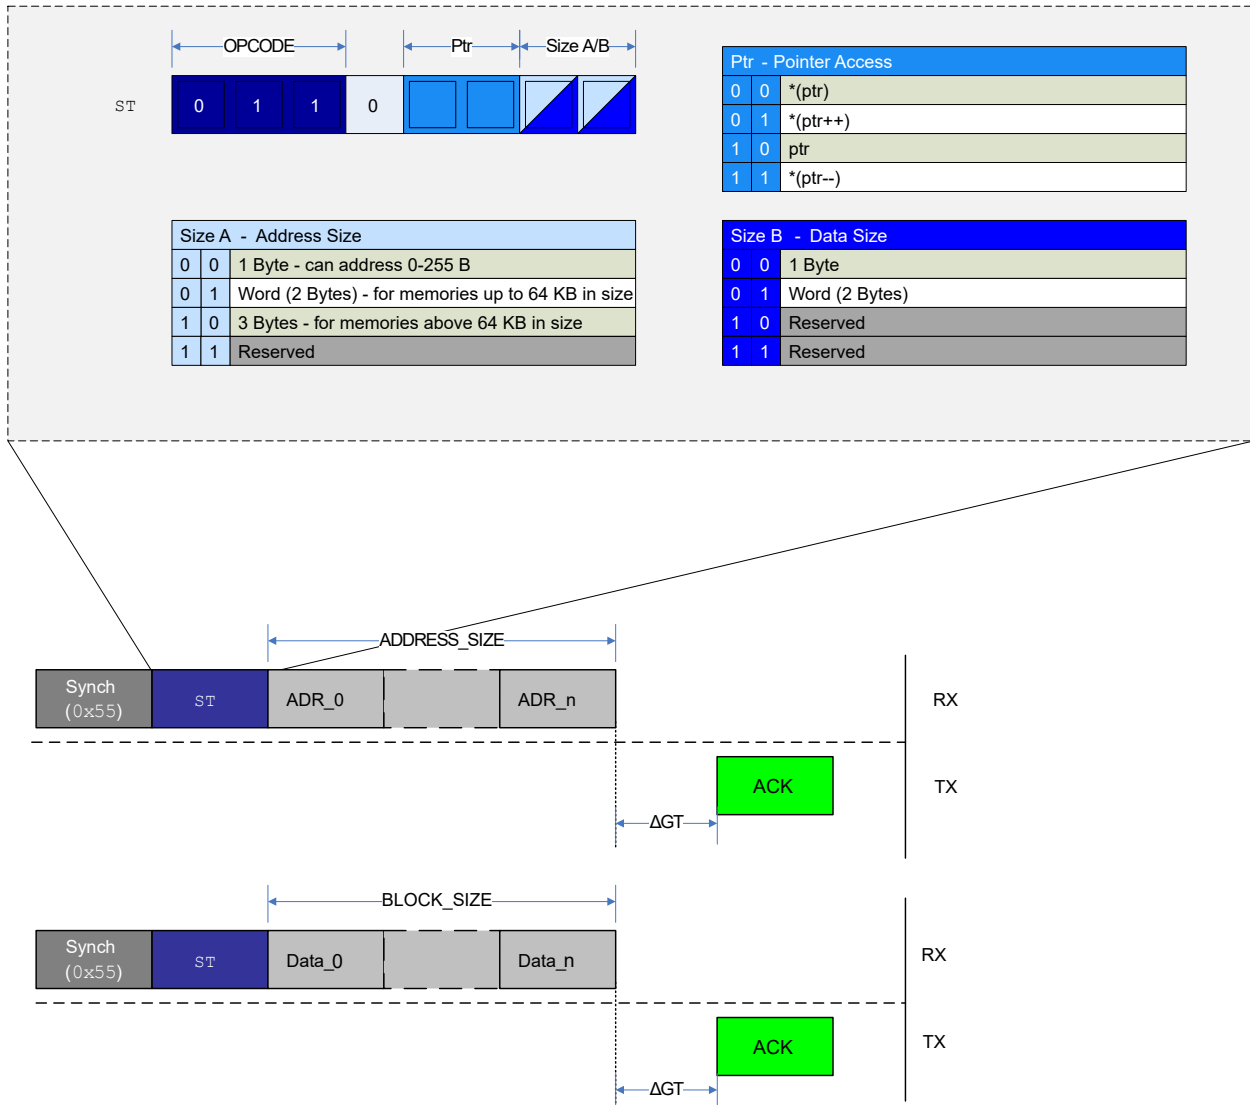 OPCODE Ptr Size A/B
ST 0 1 1 0
Ptr - Pointer Access
0 0 *(ptr)
0 1 *(ptr++)
1 0 ptr
1 1 *(ptr--)
Size A - Address Size
0 0 1 Byte - can address 0-255 B
0 1 Word (2 Bytes) - for memories up to 64 KB in size
1 0 3 Bytes - for memories above 64 KB in size
1 1 Reserved
Size B - Data Size
0 0 1 Byte
0 1 Word (2 Bytes)
1 0 Reserved
1 1 Reserved
ADDRESS_SIZE
Synch
(0x55)
ST
ADR_0
ADR_n
RX
ACK
TX
ΔGT
BLOCK_SIZE
Synch
(0x55)
ST
Data_0
Data_n
RX
ACK
TX
ΔGT